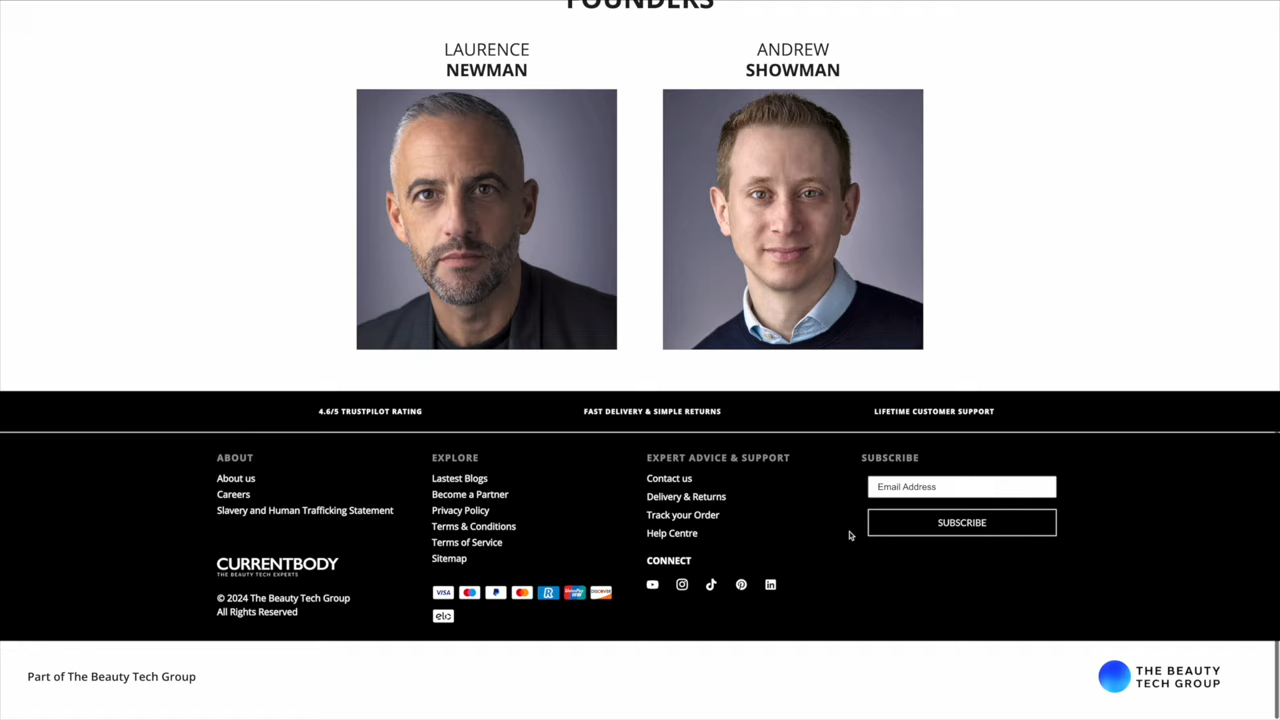 FOUNDERS
LAURENCE
NEWMAN
ANDREW
SHOWMAN
4.6/5 TRUSTPILOT RATING
FAST DELIVERY & SIMPLE RETURNS
LIFETIME CUSTOMER SUPPORT
ABOUT
About us
Careers
Slavery and Human Trafficking Statement
CURRENTBODY
THE BEAUTY TECH EXPERTS
© 2024 The Beauty Tech Group
All Rights Reserved
EXPLORE
Lastest Blogs
Become a Partner
Privacy Policy
Terms & Conditions
Terms of Service
Sitemap
VISA
DISCOVER
elo
EXPERT ADVICE & SUPPORT
Contact us
Delivery & Returns
Track your Order
Help Centre
CONNECT
SUBSCRIBE
Email Address
SUBSCRIBE
Part of The Beauty Tech Group
THE BEAUTY
TECH GROUP